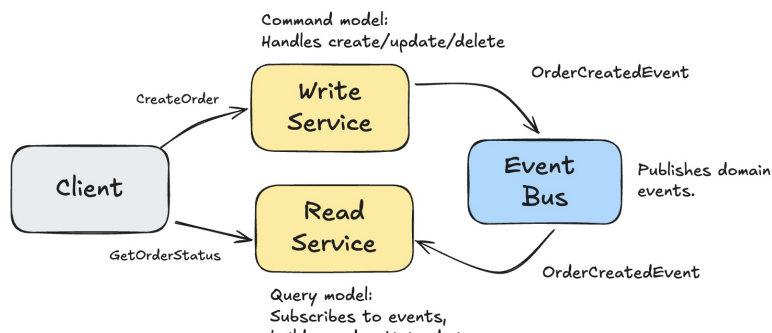 Command model:
Handles create/update/delete
OrderCreatedEvent
CreateOrder
Write
Service
Client
Event
Bus
Publishes domain
events.
Read
Service
GetOrderStatus
OrderCreatedEvent
Query model:
Subscribes to events,